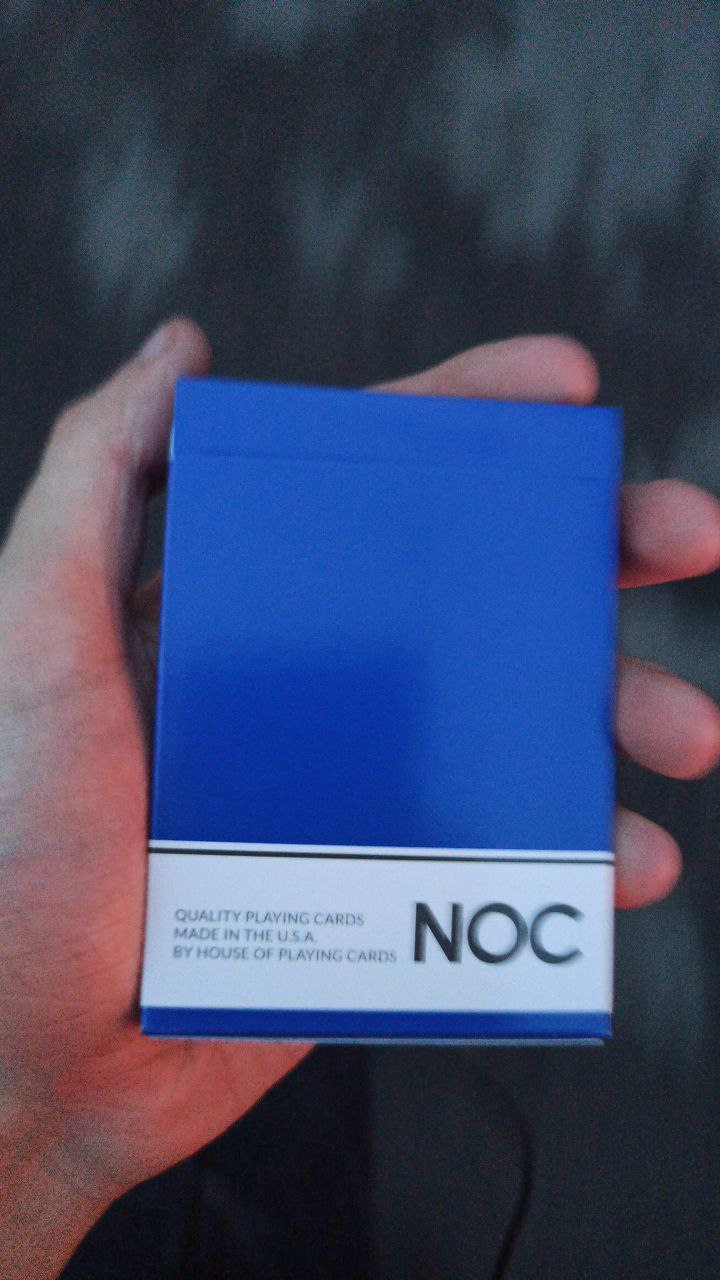 QUALITY PLAYING CARDS
MADE IN THE U.S.A.
BY HOUSE OF PLAYING CARDS
NOC